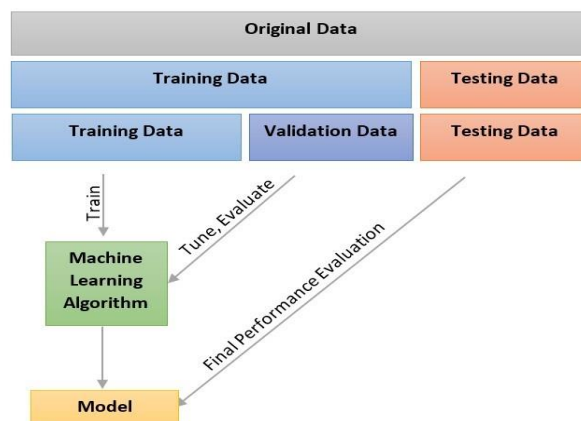 Original Data
Training Data
Testing Data
Training Data
Validation Data
Testing Data
Train
Tune, Evaluate
Machine
Learning
Algorithm
Final Performance Evaluation
Model